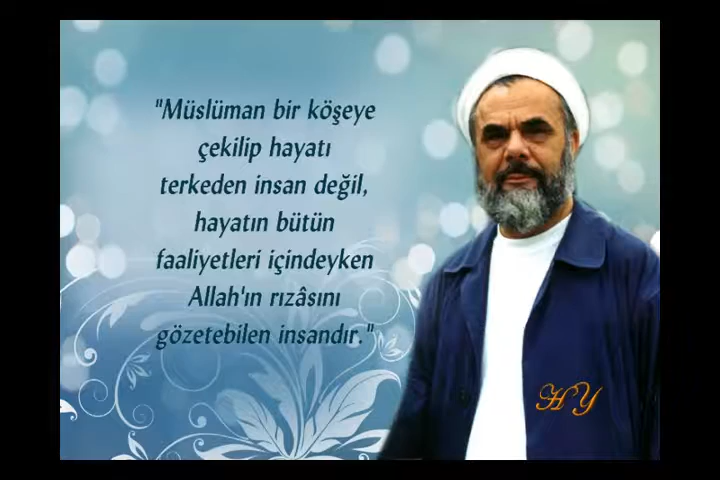 "Müslüman bir köşeye
çekilip hayatı
terkeden insan değil,
hayatın bütün
faaliyetleri içindeyken
Allah'ın rızâsını
gözetebilen insandır."
HY